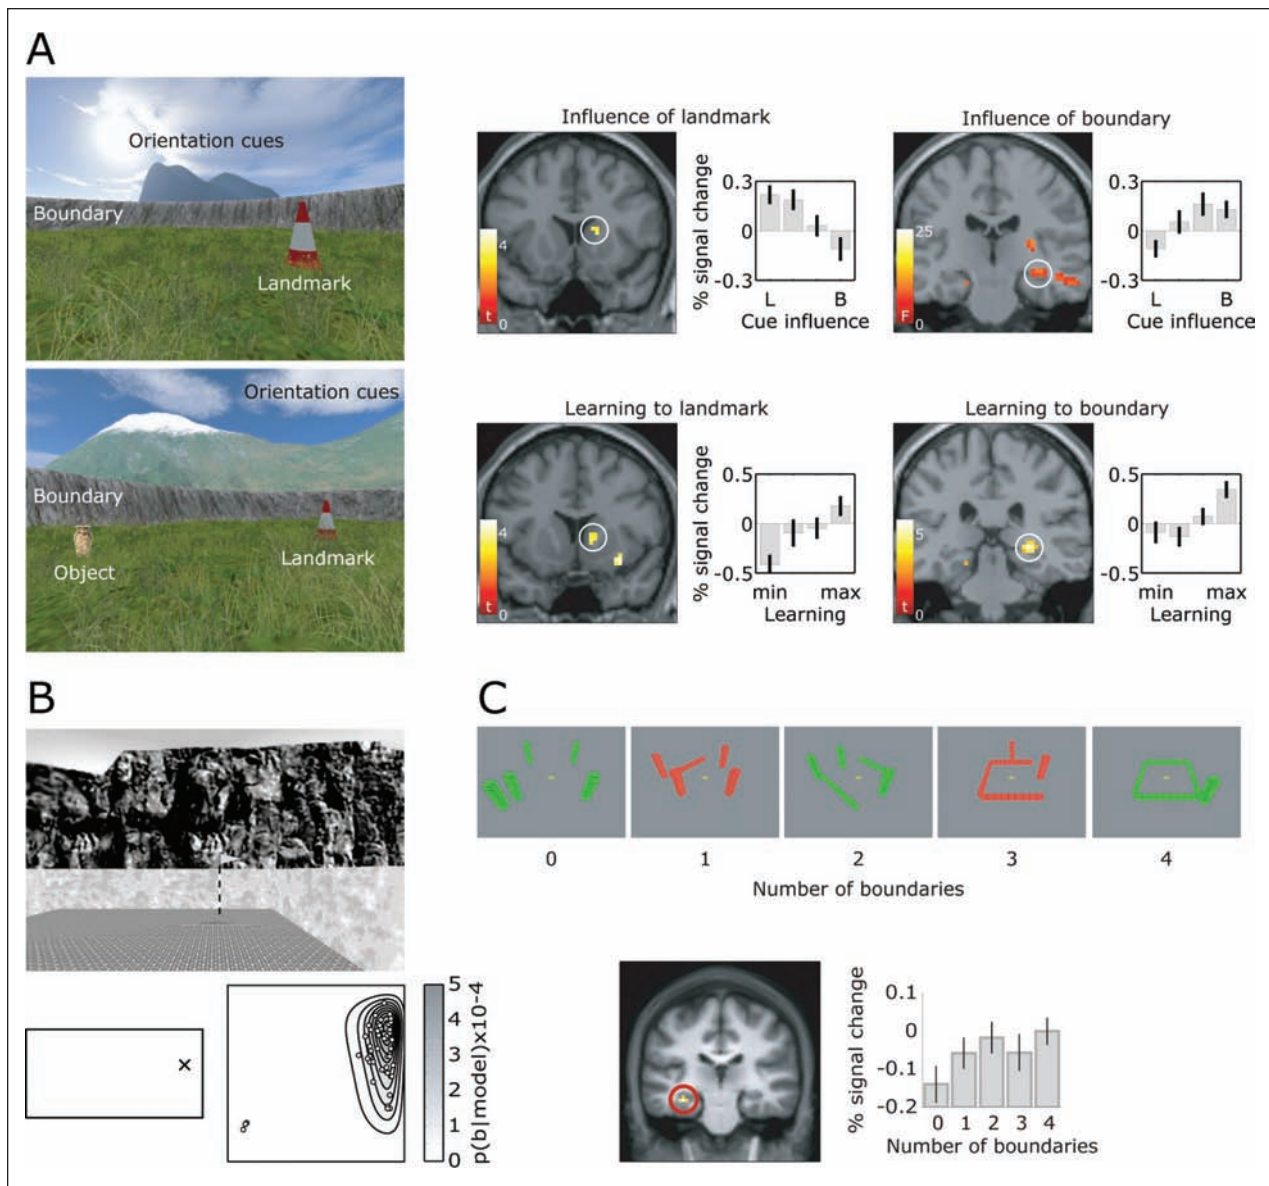 A
Orientation cues
Boundary
Landmark
Orientation cues
Boundary
Landmark
Object
Influence of landmark
4
t
0
% signal change
0.3
0
-0.3
L B
Cue influence
Influence of boundary
25
F
0
0.3
0
-0.3
L B
Cue influence
Learning to landmark
4
t
0
% signal change
0.5
0
-0.5
min max
Learning
Learning to boundary
5
t
0
0.5
0
-0.5
min max
Learning
B
×
5
4
3
2
1
0
p(b|model)x10-4
C
0 1 2 3 4
Number of boundaries
% signal change
0.1
0
-0.1
-0.2
0 1 2 3 4
Number of boundaries